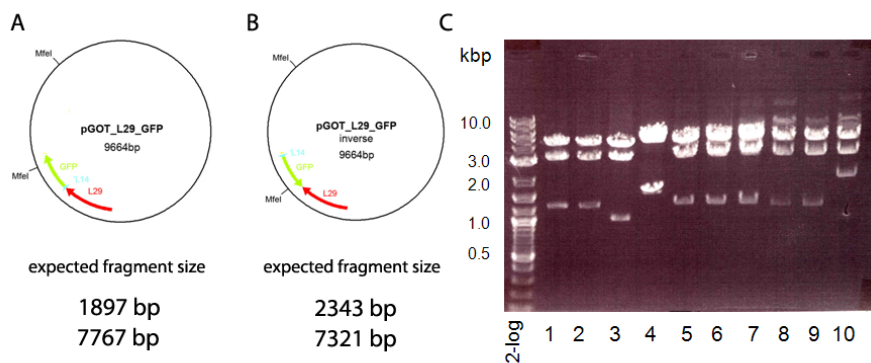 A
MfeI
pGOT_L29_GFP
9664bp
GFP
'L14
MfeI
L29
expected fragment size
1897 bp
7767 bp
B
MfeI
pGOT_L29_GFP
inverse
9664bp
'L14
GFP
MfeI
L29
expected fragment size
2343 bp
7321 bp
C
kbp
10.0
3.0
2.0
1.0
0.5
2-log
1 2 3 4 5 6 7 8 9 10